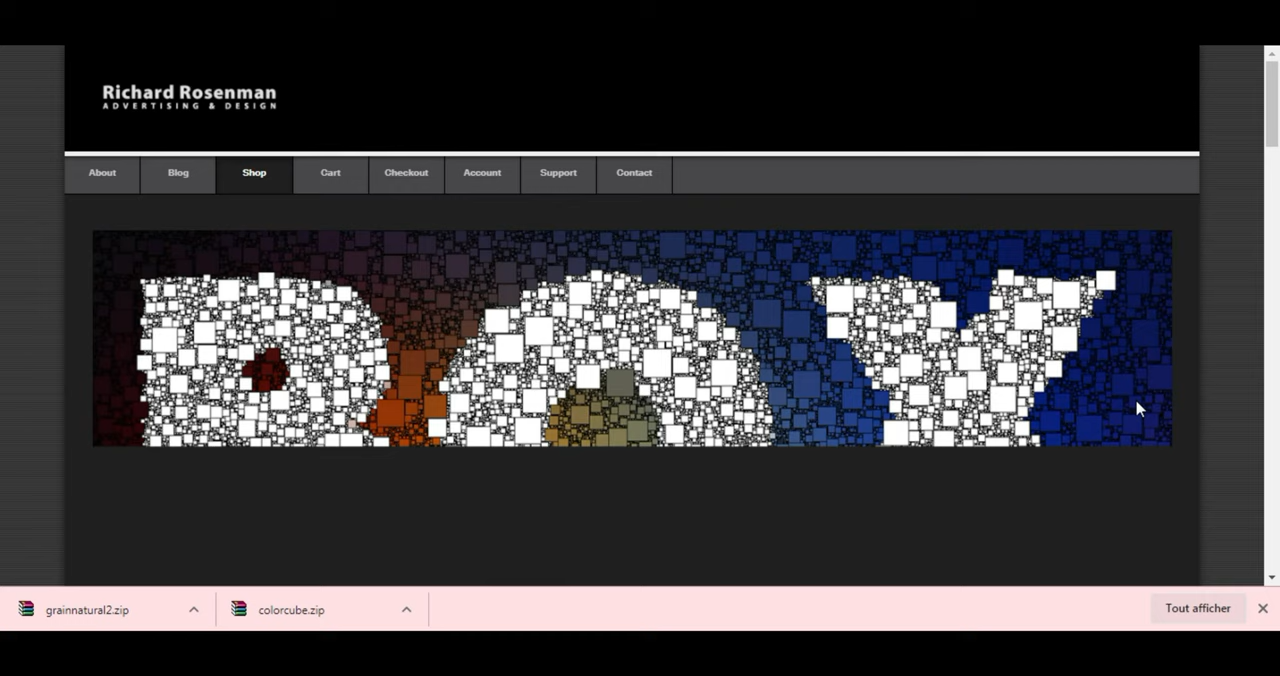 Richard Rosenman
ADVERTISING & DESIGN
About Blog Shop Cart Checkout Account Support Contact
grainnatural2.zip colorcube.zip Tout afficher